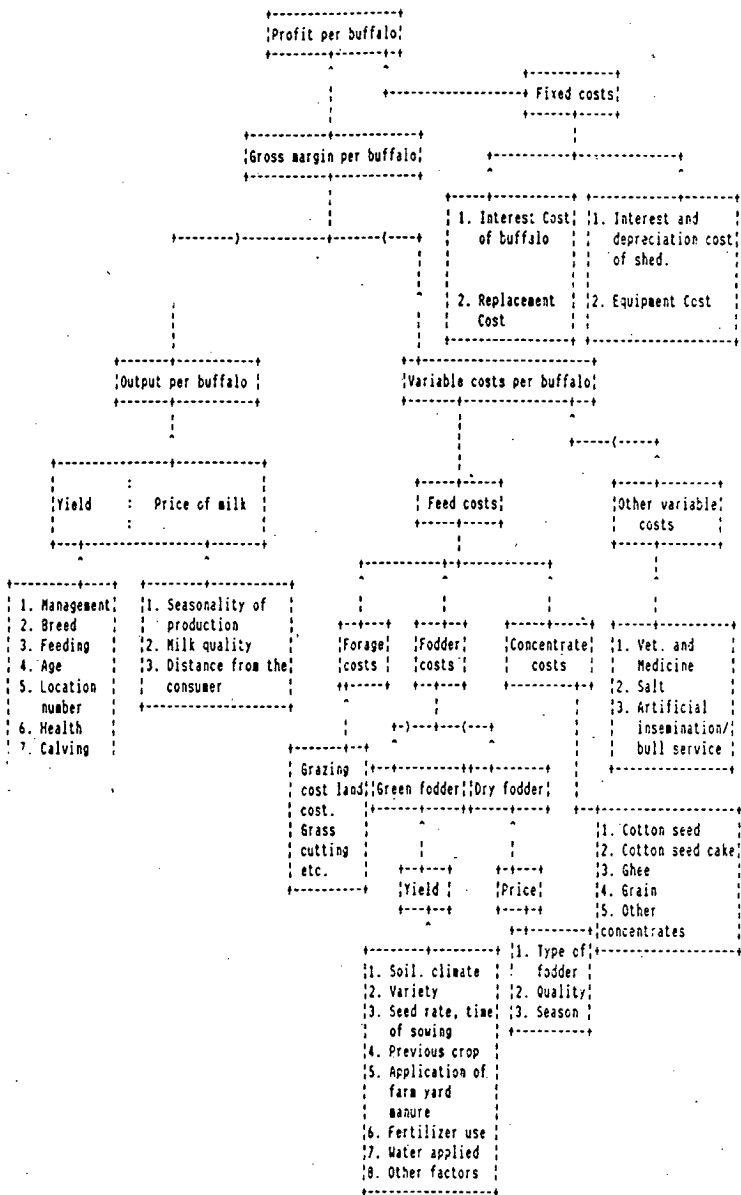 Profit per buffalo
Fixed costs
Gross margin per buffalo
1. Interest Cost
of buffalo
2. Replacement
Cost
1. Interest and
depreciation cost
of shed.
2. Equipment Cost
Output per buffalo
Variable costs per buffalo
Yield : Price of milk
Feed costs
Other variable
costs
1. Management
2. Breed
3. Feeding
4. Age
5. Location
number
6. Health
7. Calving
1. Seasonality of
production
2. Milk quality
3. Distance from the
consumer
Forage
costs
Fodder
costs
Concentrate
costs
1. Vet. and
Medicine
2. Salt
3. Artificial
insemination/
bull service
Grazing
cost land
cost.
Grass
cutting
etc.
Green fodder
Dry fodder
1. Cotton seed
2. Cotton seed cake
3. Ghee
4. Grain
5. Other
concentrates
Yield
Price
1. Soil. climate
2. Variety
3. Seed rate, time
of sowing
4. Previous crop
5. Application of
farm yard
manure
6. Fertilizer use
7. Water applied
8. Other factors
1. Type of
fodder
2. Quality
3. Season